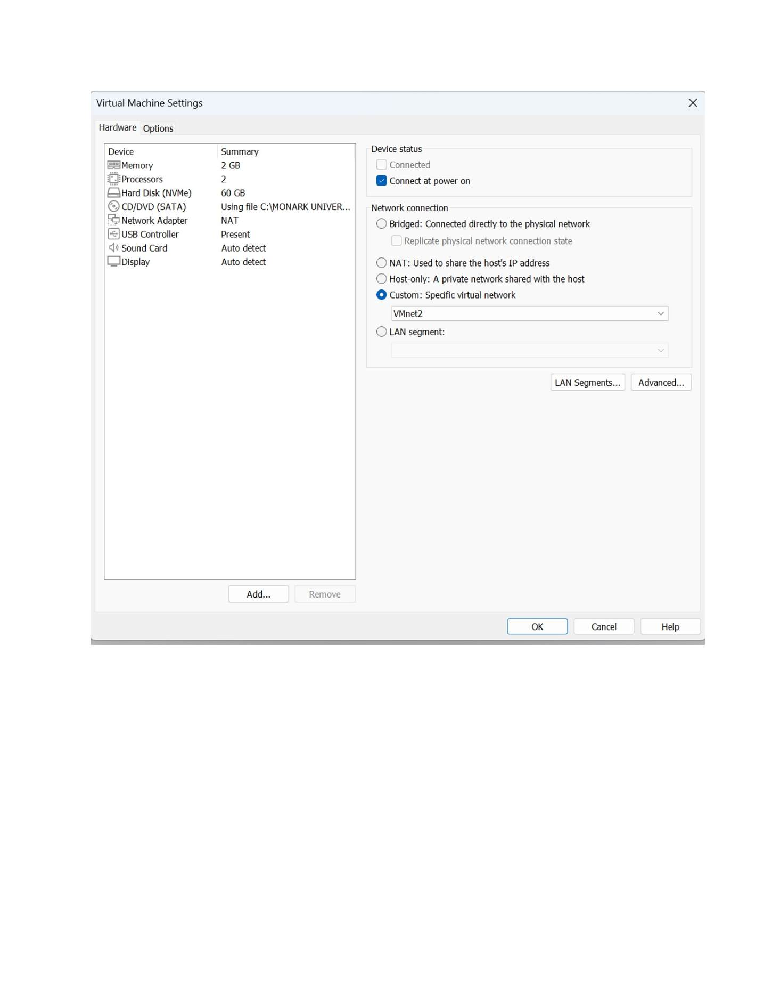 Virtual Machine Settings
Hardware Options
Device Summary
Memory 2 GB
Processors 2
Hard Disk (NVMe) 60 GB
CD/DVD (SATA) Using file C:\MONARK UNIVER...
Network Adapter NAT
USB Controller Present
Sound Card Auto detect
Display Auto detect
Add... Remove
Device status
Connected
Connect at power on
Network connection
Bridged: Connected directly to the physical network
Replicate physical network connection state
NAT: Used to share the host's IP address
Host-only: A private network shared with the host
Custom: Specific virtual network
VMnet2
LAN segment:
LAN Segments... Advanced...
OK Cancel Help